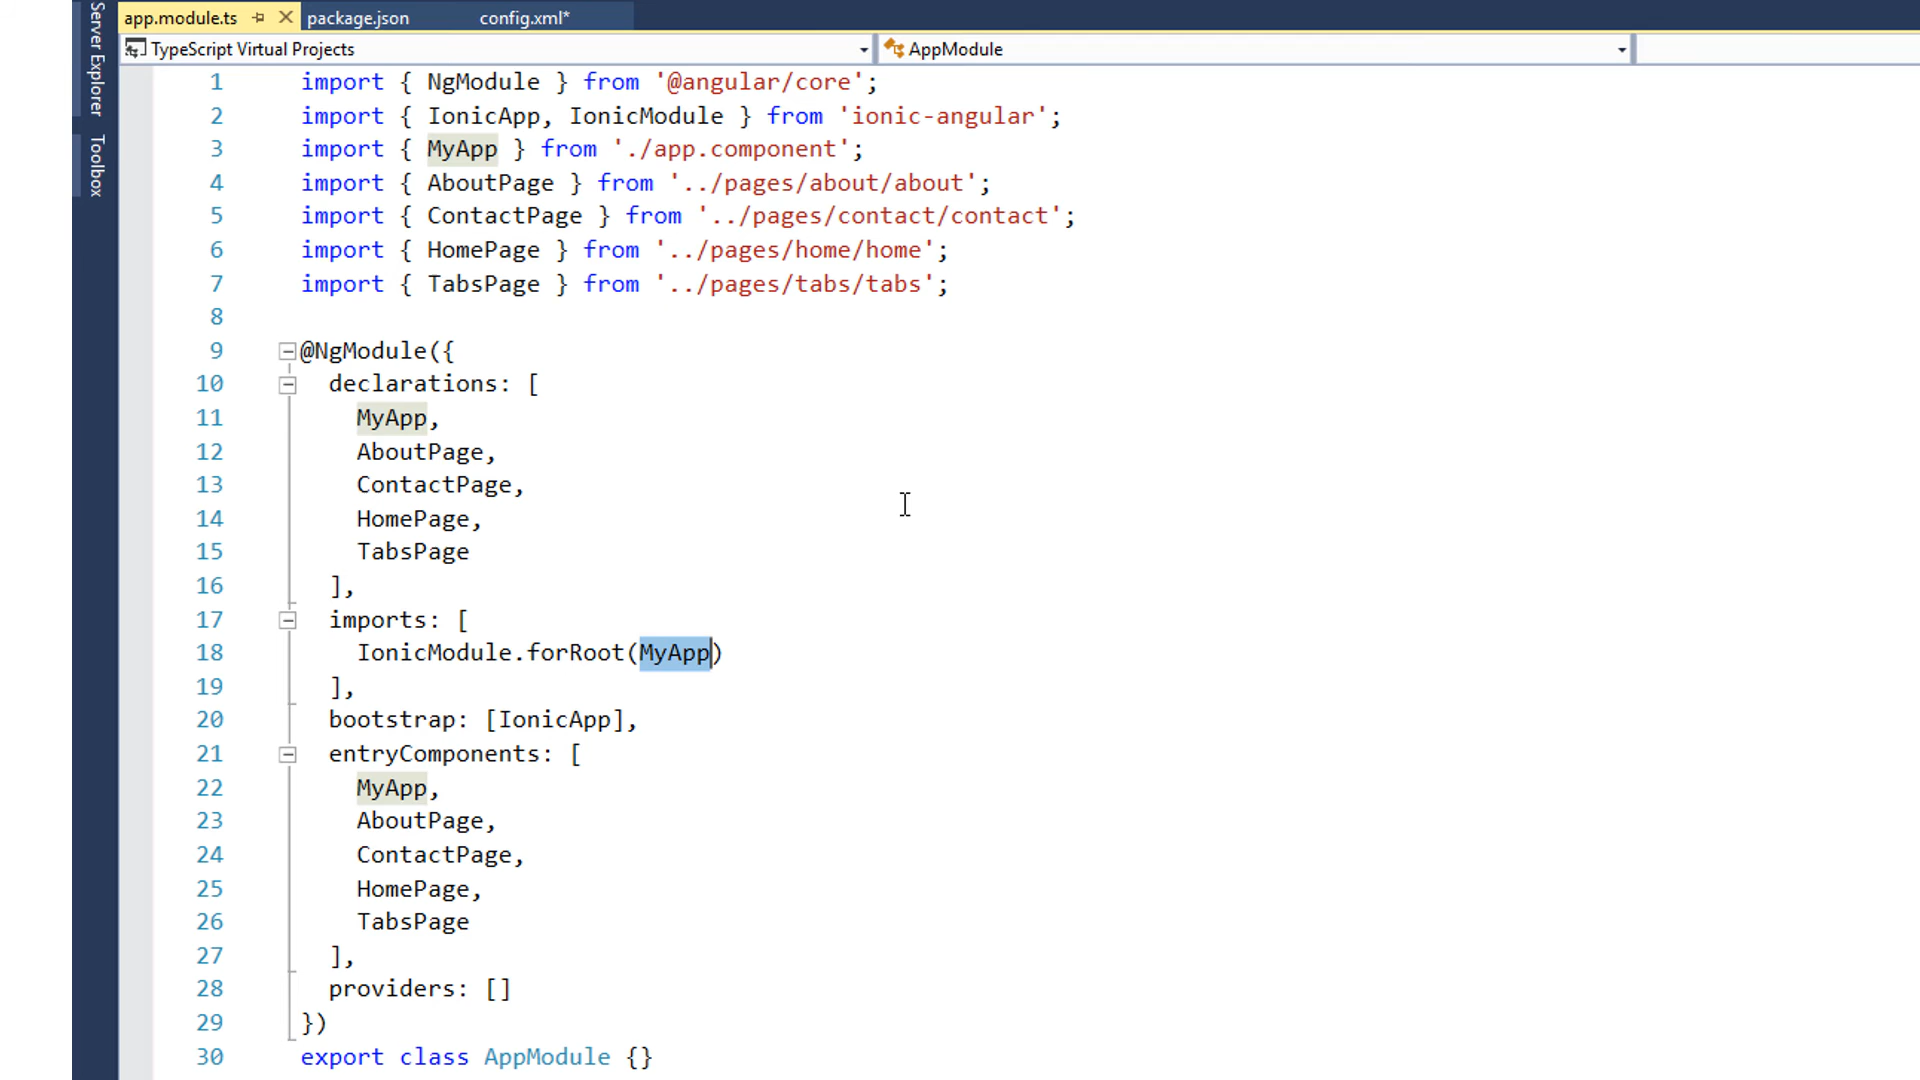 app.module.ts package.json config.xml*
Server Explorer
Toolbox
TypeScript Virtual Projects AppModule
1 import { NgModule } from '@angular/core';
2 import { IonicApp, IonicModule } from 'ionic-angular';
3 import { MyApp } from './app.component';
4 import { AboutPage } from '../pages/about/about';
5 import { ContactPage } from '../pages/contact/contact';
6 import { HomePage } from '../pages/home/home';
7 import { TabsPage } from '../pages/tabs/tabs';
8
9 @NgModule({
10 declarations: [
11 MyApp,
12 AboutPage,
13 ContactPage,
14 HomePage,
15 TabsPage
16 ],
17 imports: [
18 IonicModule.forRoot(MyApp)
19 ],
20 bootstrap: [IonicApp],
21 entryComponents: [
22 MyApp,
23 AboutPage,
24 ContactPage,
25 HomePage,
26 TabsPage
27 ],
28 providers: []
29 })
30 export class AppModule {}